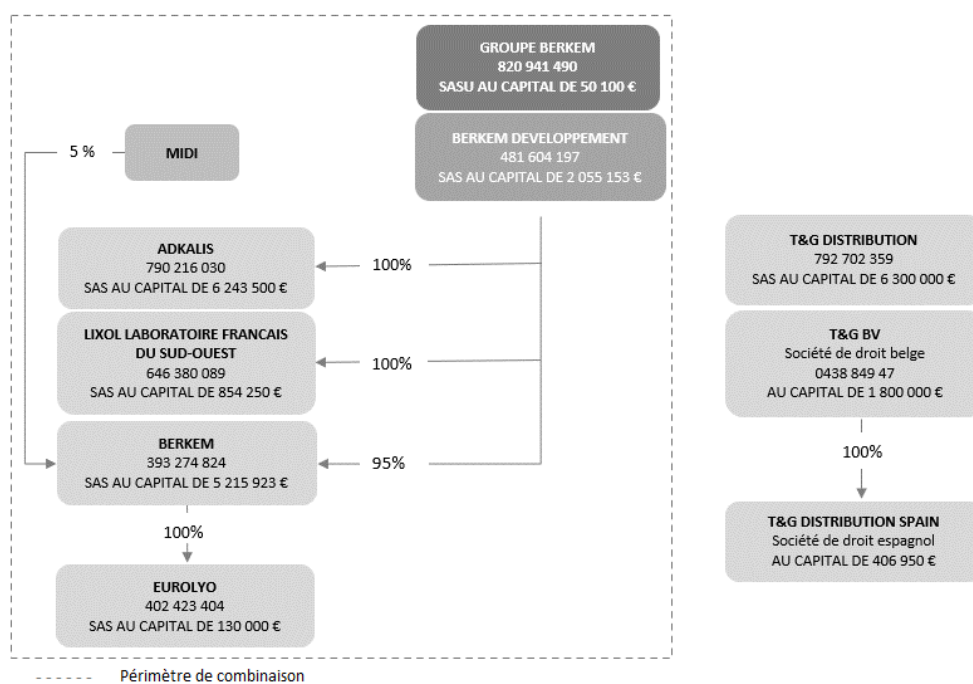 GROUPE BERKEM
820 941 490
SASU AU CAPITAL DE 50 100 €
BERKEM DEVELOPPEMENT
481 604 197
SAS AU CAPITAL DE 2 055 153 €
5 %
MIDI
ADKALIS
790 216 030
SAS AU CAPITAL DE 6 243 500 €
100%
LIXOL LABORATOIRE FRANCAIS
DU SUD-OUEST
646 380 089
SAS AU CAPITAL DE 854 250 €
100%
BERKEM
393 274 824
SAS AU CAPITAL DE 5 215 923 €
95%
100%
EUROLYO
402 423 404
SAS AU CAPITAL DE 130 000 €
T&G DISTRIBUTION
792 702 359
SAS AU CAPITAL DE 6 300 000 €
T&G BV
Société de droit belge
0438 849 47
AU CAPITAL DE 1 800 000 €
100%
T&G DISTRIBUTION SPAIN
Société de droit espagnol
AU CAPITAL DE 406 950 €
Périmètre de combinaison